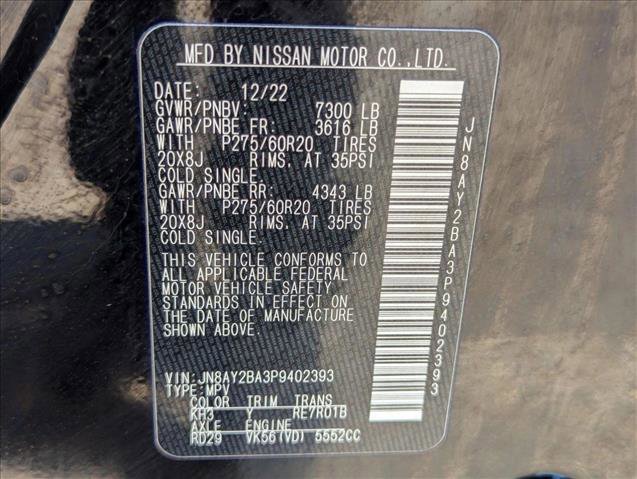 MFD BY NISSAN MOTOR CO.,LTD.
DATE: 12/22
GVWR/PNBV: 7300 LB
GAWR/PNBE FR: 3616 LB
WITH P275/60R20 TIRES
20X8J RIMS. AT 35PSI
COLD SINGLE.
GAWR/PNBE RR: 4343 LB
WITH P275/60R20 TIRES
20X8J RIMS. AT 35PSI
COLD SINGLE.
THIS VEHICLE CONFORMS TO
ALL APPLICABLE FEDERAL
MOTOR VEHICLE SAFETY
STANDARDS IN EFFECT ON
THE DATE OF MANUFACTURE
SHOWN ABOVE.
VIN:JN8AY2BA3P9402393
TYPE:MPV
COLOR TRIM TRANS
KH3 Y RE7R01B
AXLE ENGINE
RD29 VK56(VD) 5552CC
JN8AY2BA3P9402393